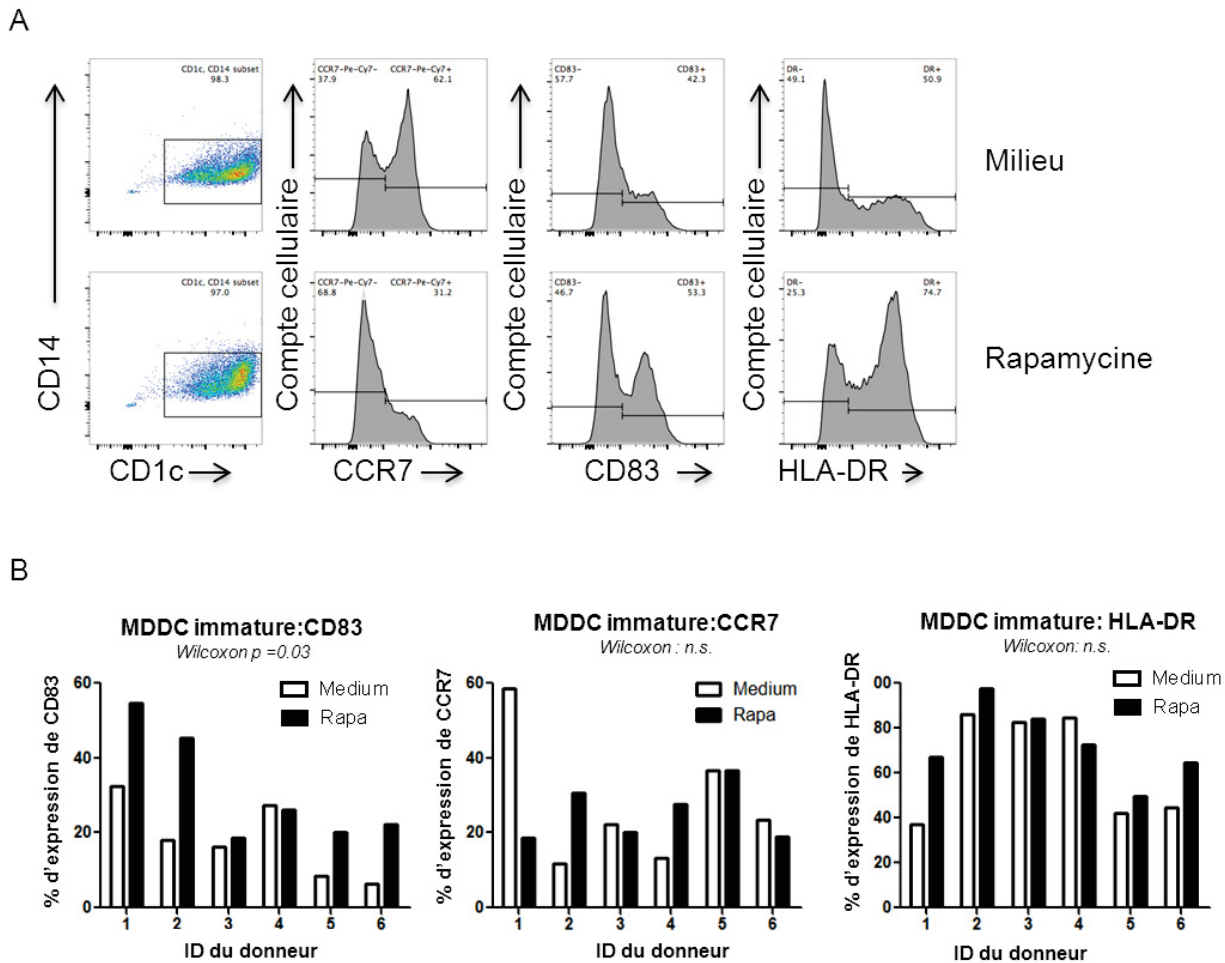 A
CD1c, CD14 subset
98.3
CCR7-Pe-Cy7-
37.9
CCR7-Pe-Cy7+
62.1
CD83-
57.7
CD83+
42.3
DR-
49.1
DR+
50.9
Milieu
CD1c, CD14 subset
97.0
CCR7-Pe-Cy7-
68.8
CCR7-Pe-Cy7+
31.2
CD83-
46.7
CD83+
53.3
DR-
25.3
DR+
74.7
Rapamycine
CD14
Compte cellulaire
Compte cellulaire
Compte cellulaire
CD1c
CCR7
CD83
HLA-DR
B
MDDC immature:CD83
Wilcoxon p =0.03
% d'expression de CD83
60
40
20
0
Medium
Rapa
1 2 3 4 5 6
ID du donneur
MDDC immature:CCR7
Wilcoxon : n.s.
% d'expression de CCR7
60
40
20
0
Medium
Rapa
1 2 3 4 5 6
ID du donneur
MDDC immature: HLA-DR
Wilcoxon: n.s.
% d'expression de HLA-DR
00
80
60
40
20
0
Medium
Rapa
1 2 3 4 5 6
ID du donneur